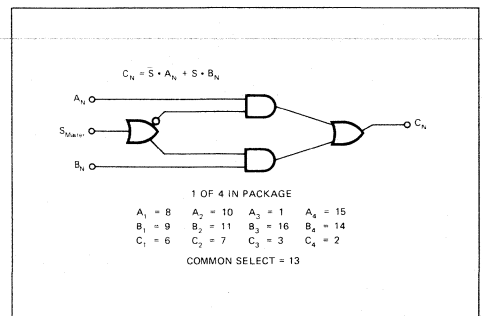 C_N = S̅ • A_N + S • B_N
A_N
S_Master
C_N
B_N
1 OF 4 IN PACKAGE
A_1 = 8 A_2 = 10 A_3 = 1 A_4 = 15
B_1 = 9 B_2 = 11 B_3 = 16 B_4 = 14
C_1 = 6 C_2 = 7 C_3 = 3 C_4 = 2
COMMON SELECT = 13